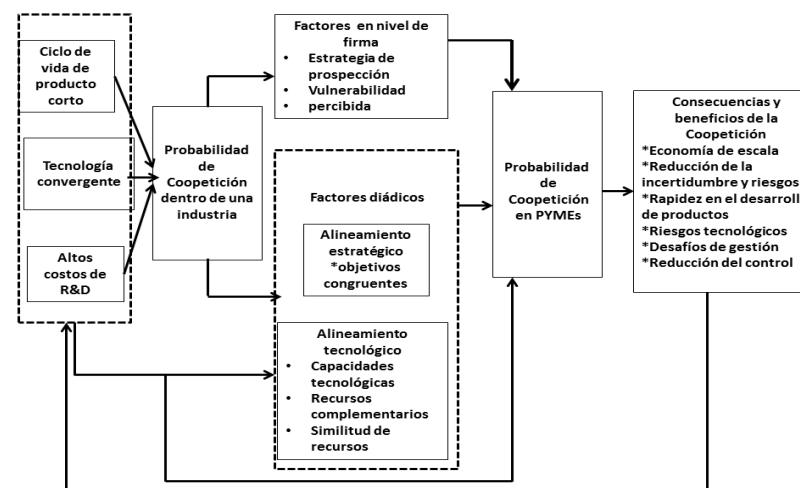 Ciclo de
vida de
producto
corto
Tecnología
convergente
Altos
costos de
R&D
Probabilidad
de
Coopetición
dentro de una
industria
Factores en nivel de
firma
• Estrategia de
prospección
• Vulnerabilidad
• percibida
Factores diádicos
Alineamiento
estratégico
*objetivos
congruentes
Alineamiento
tecnológico
• Capacidades
tecnológicas
• Recursos
complementarios
• Similitud de
recursos
Probabilidad
de
Coopetición
en PYMEs
Consecuencias y
beneficios de la
Coopetición
*Economía de escala
*Reducción de la
incertidumbre y riesgos
*Rapidez en el desarroll
de productos
*Riesgos tecnológicos
*Desafíos de gestión
*Reducción del control